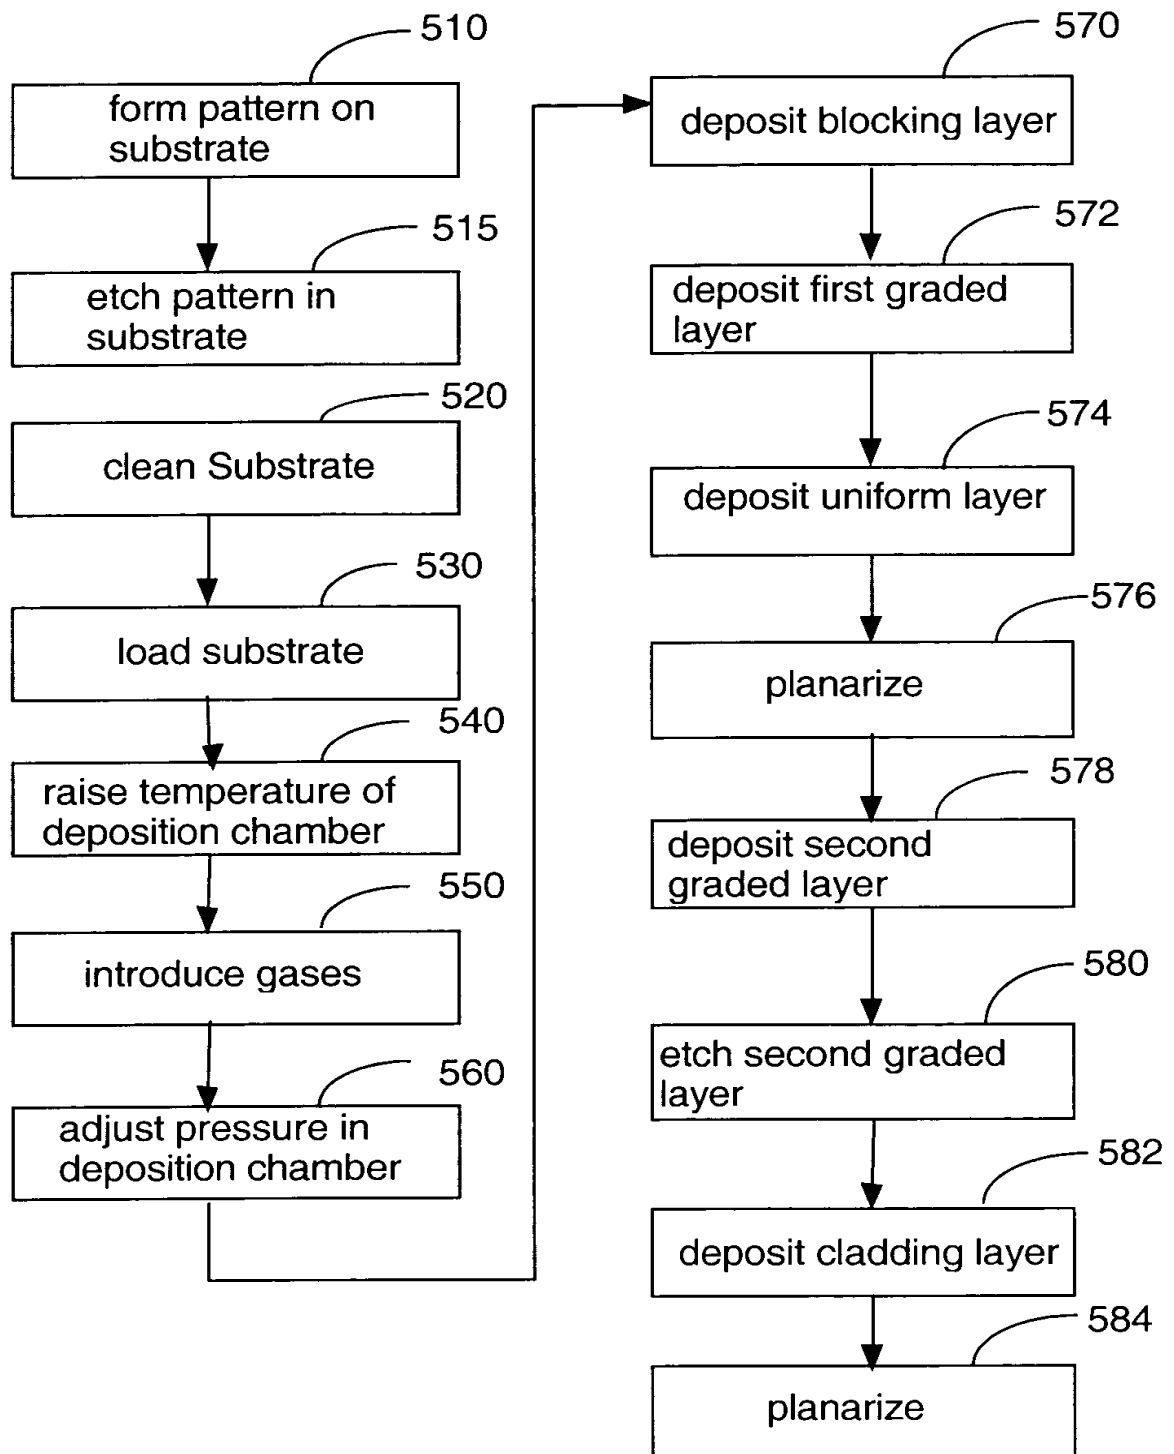 510
form pattern on
substrate
515
etch pattern in
substrate
520
clean Substrate
530
load substrate
540
raise temperature of
deposition chamber
550
introduce gases
560
adjust pressure in
deposition chamber
570
deposit blocking layer
572
deposit first graded
layer
574
deposit uniform layer
576
planarize
578
deposit second
graded layer
580
etch second graded
layer
582
deposit cladding layer
584
planarize